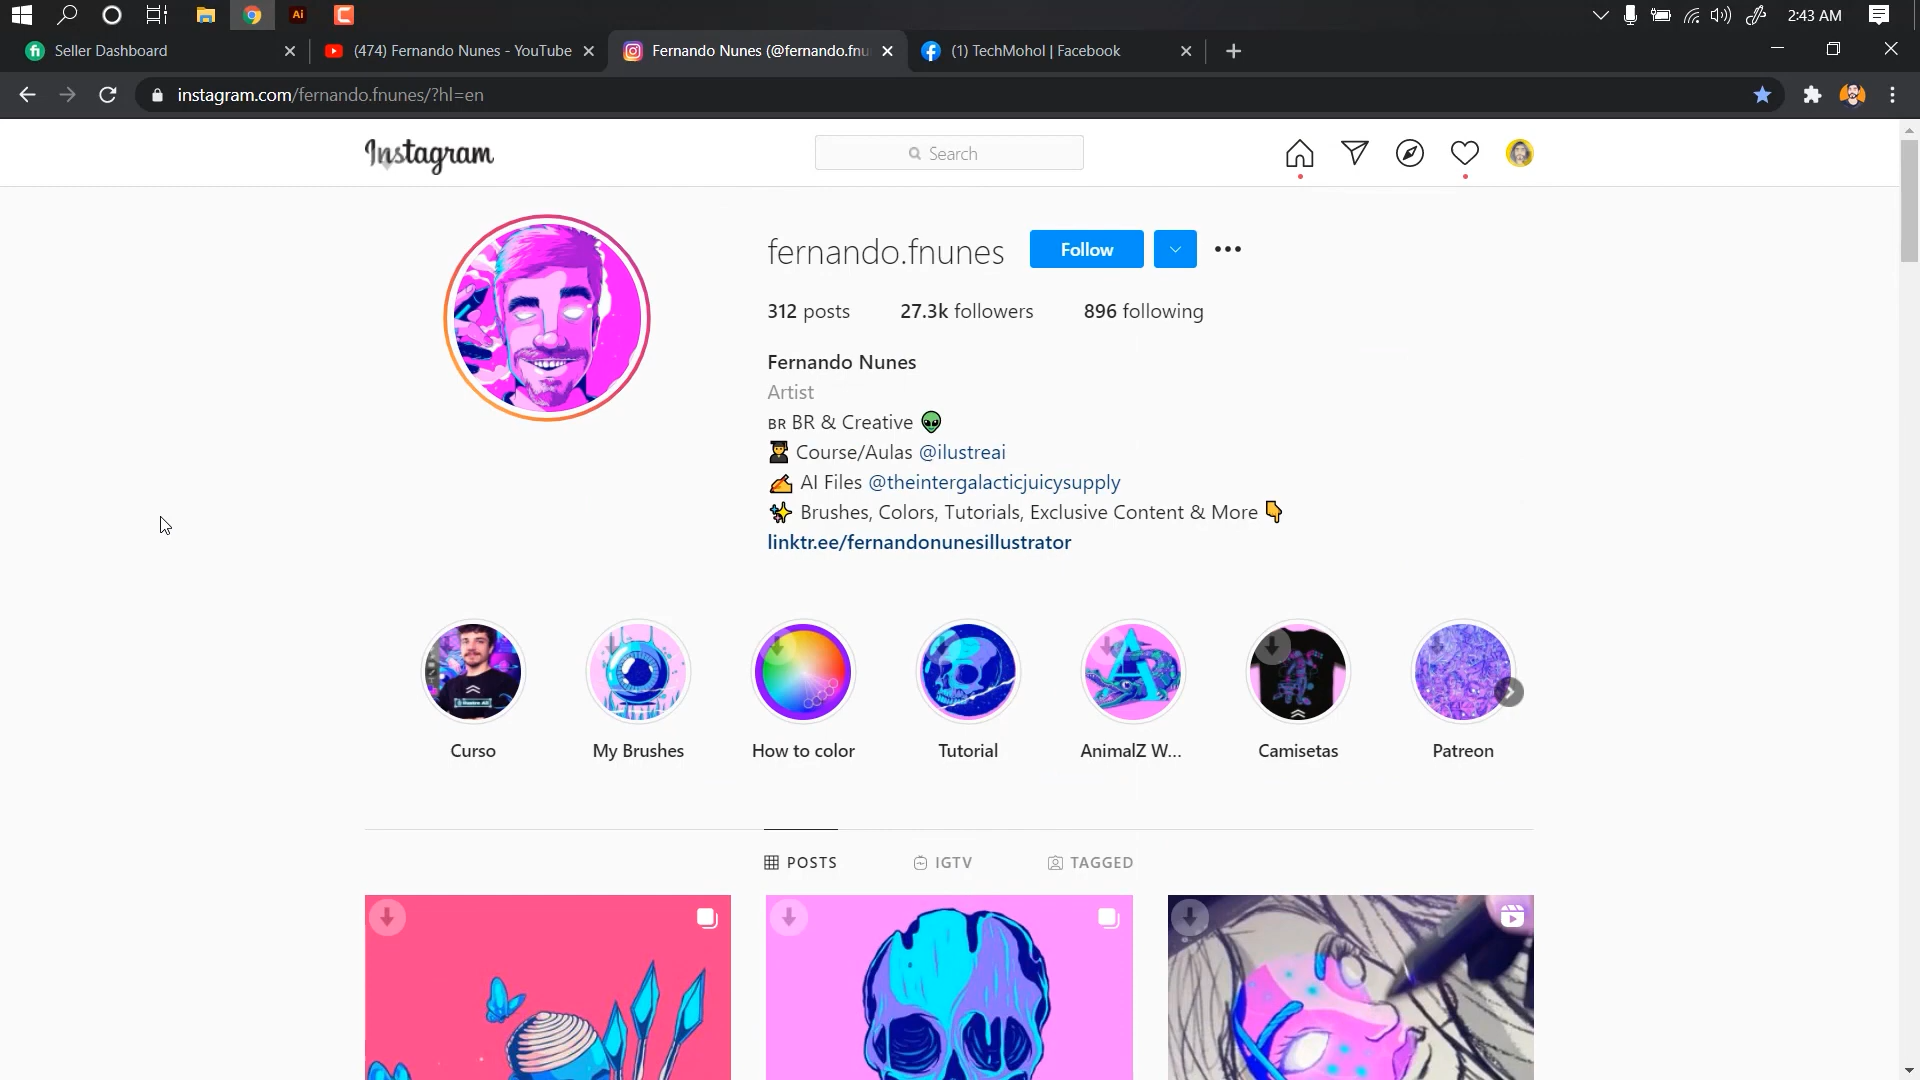 Ai
2:43 AM
Seller Dashboard
(474) Fernando Nunes - YouTube
Fernando Nunes (@fernando.fnu
(1) TechMohol | Facebook
instagram.com/fernando.fnunes/?hl=en
Instagram
Search
fernando.fnunes
Follow
312 posts
27.3k followers
896 following
Fernando Nunes
Artist
BR BR & Creative 👽
👨‍🎓 Course/Aulas @ilustreai
✍ AI Files @theintergalacticjuicysupply
✨ Brushes, Colors, Tutorials, Exclusive Content & More 👇
linktr.ee/fernandonunesillustrator
Curso
My Brushes
How to color
Tutorial
AnimalZ W...
Camisetas
Patreon
POSTS
IGTV
TAGGED